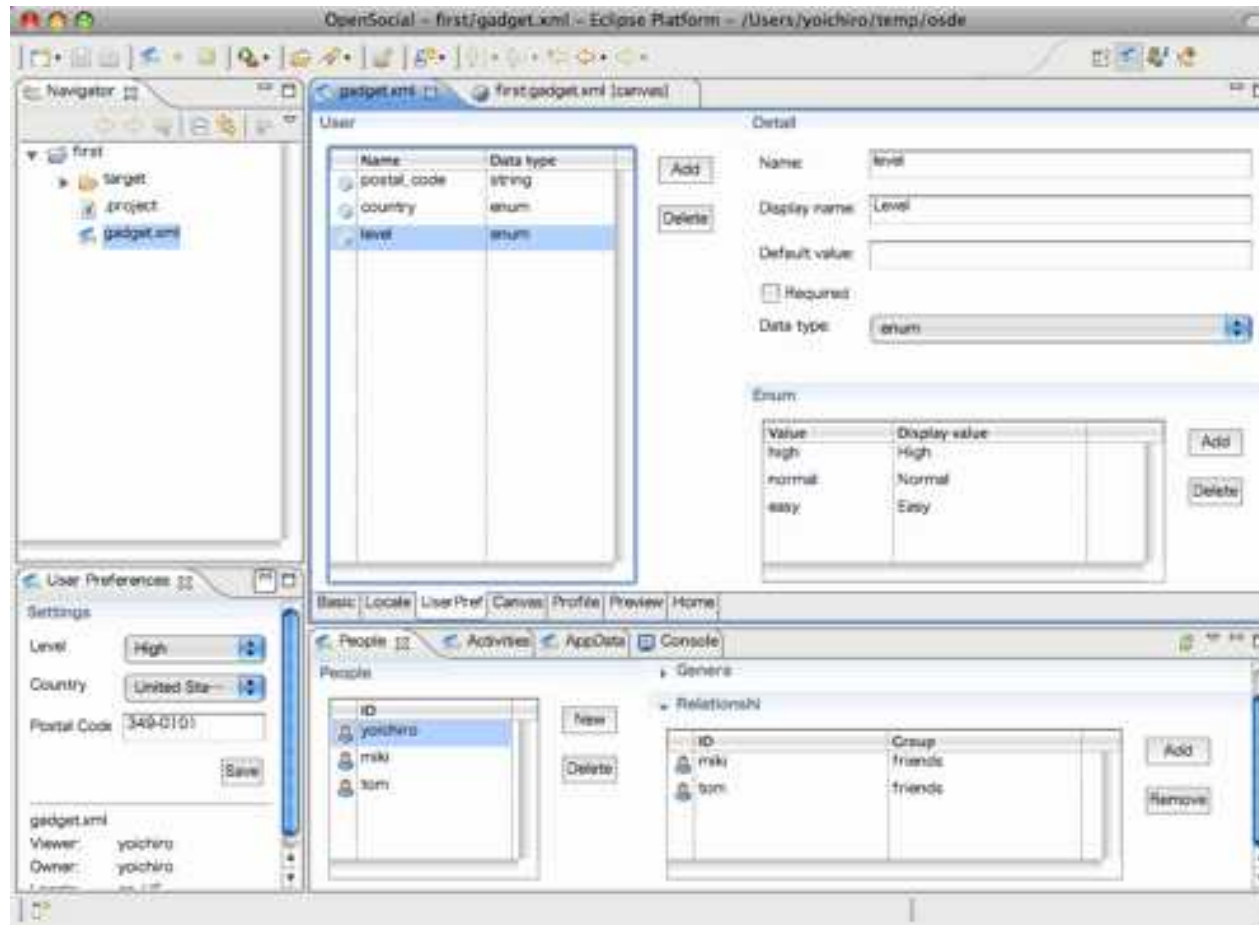 OpenSocial - first/gadget.xml - Eclipse Platform - /Users/yoichiro/temp/osde
Navigator
first
target
.project
gadget.xml
gadget.xml
first:gadget.xml [canvas]
User
Name Data type
postal_code string
country enum
level enum
Add
Delete
Detail
Name: level
Display name: Level
Default value:
Required
Data type: enum
Enum
Value Display value
high High
normal Normal
easy Easy
Add
Delete
Basic Locale UserPref Canvas Profile Preview Home
User Preferences
Settings
Level High
Country United Sta...
Postal Code 349-0101
Save
gadget.xml
Viewer: yoichiro
Owner: yoichiro
People Activities AppData Console
People
ID
yoichiro
miki
tom
New
Delete
Genera
Relationshi
ID Group
miki friends
tom friends
Add
Remove